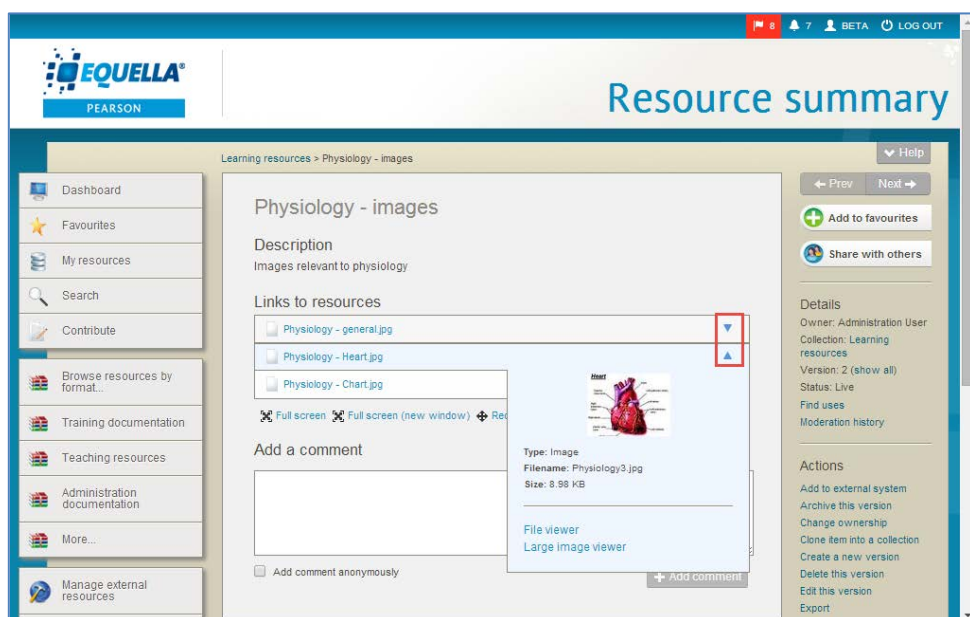 8 7 BETA LOG OUT
EQUELLA®
PEARSON
Resource summary
Learning resources > Physiology - images
Help
Dashboard
Favourites
My resources
Search
Contribute
Browse resources by
format...
Training documentation
Teaching resources
Administration
documentation
More...
Manage external
resources
Physiology - images
Description
Images relevant to physiology
Links to resources
Physiology - general.jpg
Physiology - Heart.jpg
Physiology - Chart.jpg
Full screen Full screen (new window)
Heart
Type: Image
Filename: Physiology3.jpg
Size: 8.98 KB
File viewer
Large image viewer
Add a comment
Add comment anonymously
+ Add comment
← Prev Next →
Add to favourites
Share with others
Details
Owner: Administration User
Collection: Learning
resources
Version: 2 (show all)
Status: Live
Find uses
Moderation history
Actions
Add to external system
Archive this version
Change ownership
Clone item into a collection
Create a new version
Delete this version
Edit this version
Export